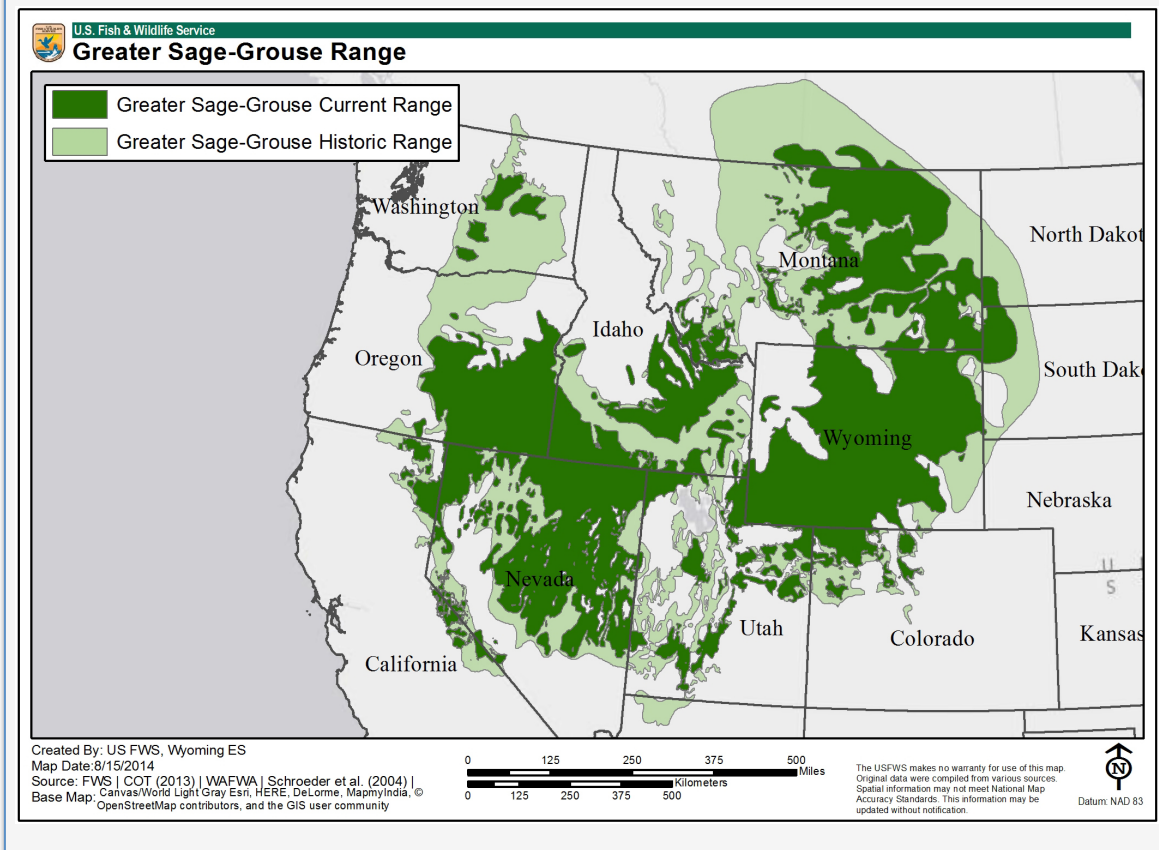 U.S. Fish & Wildlife Service
Greater Sage-Grouse Range
Greater Sage-Grouse Current Range
Greater Sage-Grouse Historic Range
Washington
North Dakot
Montana
Idaho
Oregon
South Dak
Wyoming
Nebraska
Nevada
U
S
Utah
Colorado
Kansas
California
Created By: US FWS, Wyoming ES
Map Date:8/15/2014
Source: FWS | COT (2013) | WAFWA | Schroeder et al. (2004) |
Base Map: Canvas/World Light Gray Esri, HERE, DeLorme, MapmyIndia, ©
OpenStreetMap contributors, and the GIS user community
0 125 250 375 500
Miles
Kilometers
0 125 250 375 500
The USFWS makes no warranty for use of this map.
Original data were compiled from various sources.
Spatial information may not meet National Map
Accuracy Standards. This information may be
updated without notification.
N
Datum: NAD 83